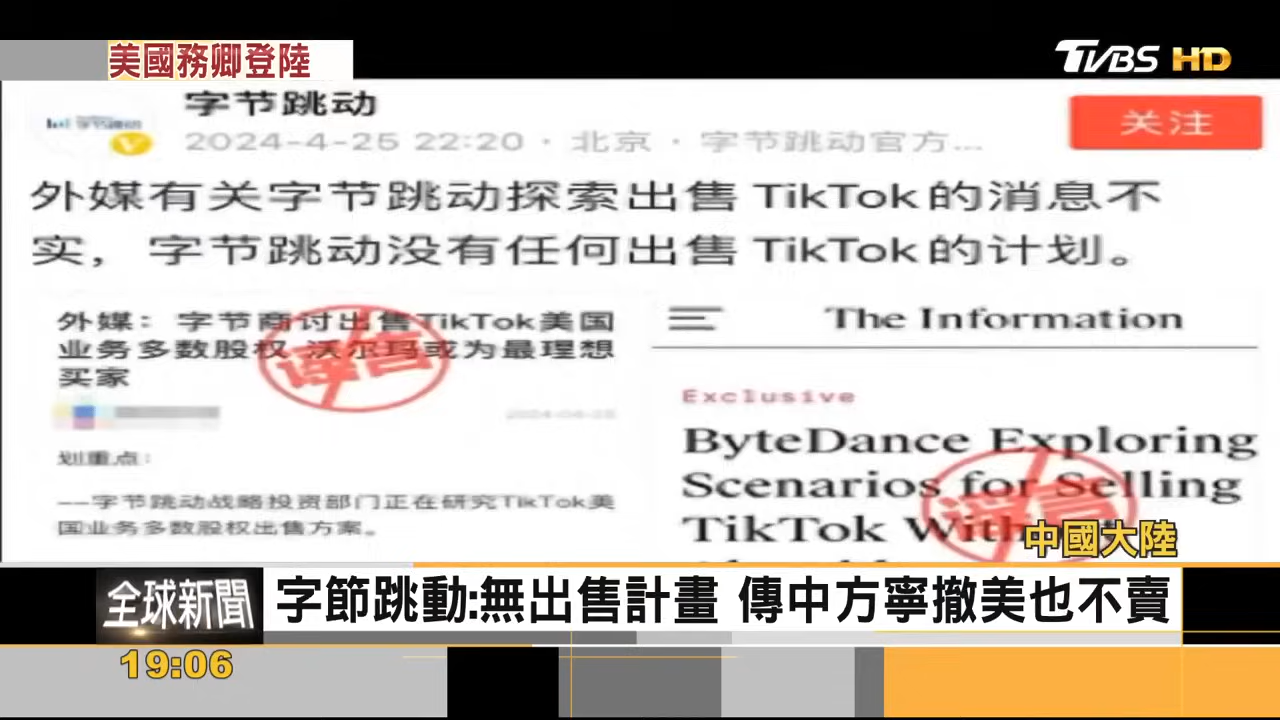 美國務卿登陸
TVBS HD
字节跳动
2024-4-25 22:20 · 北京 · 字节跳动官方...
关注
外媒有关字节跳动探索出售 TikTok 的消息不
实，字节跳动没有任何出售 TikTok 的计划。
外媒：字节商讨出售TikTok美国
业务多数股权 沃尔玛或为最理想
买家
谣言
划重点：
——字节跳动战略投资部门正在研究TikTok美
国业务多数股权出售方案。
The Information
Exclusive
ByteDance Exploring
Scenarios for Selling
TikTok With
谣言
中國大陸
全球新聞
字節跳動:無出售計畫 傳中方寧撤美也不賣
19:06